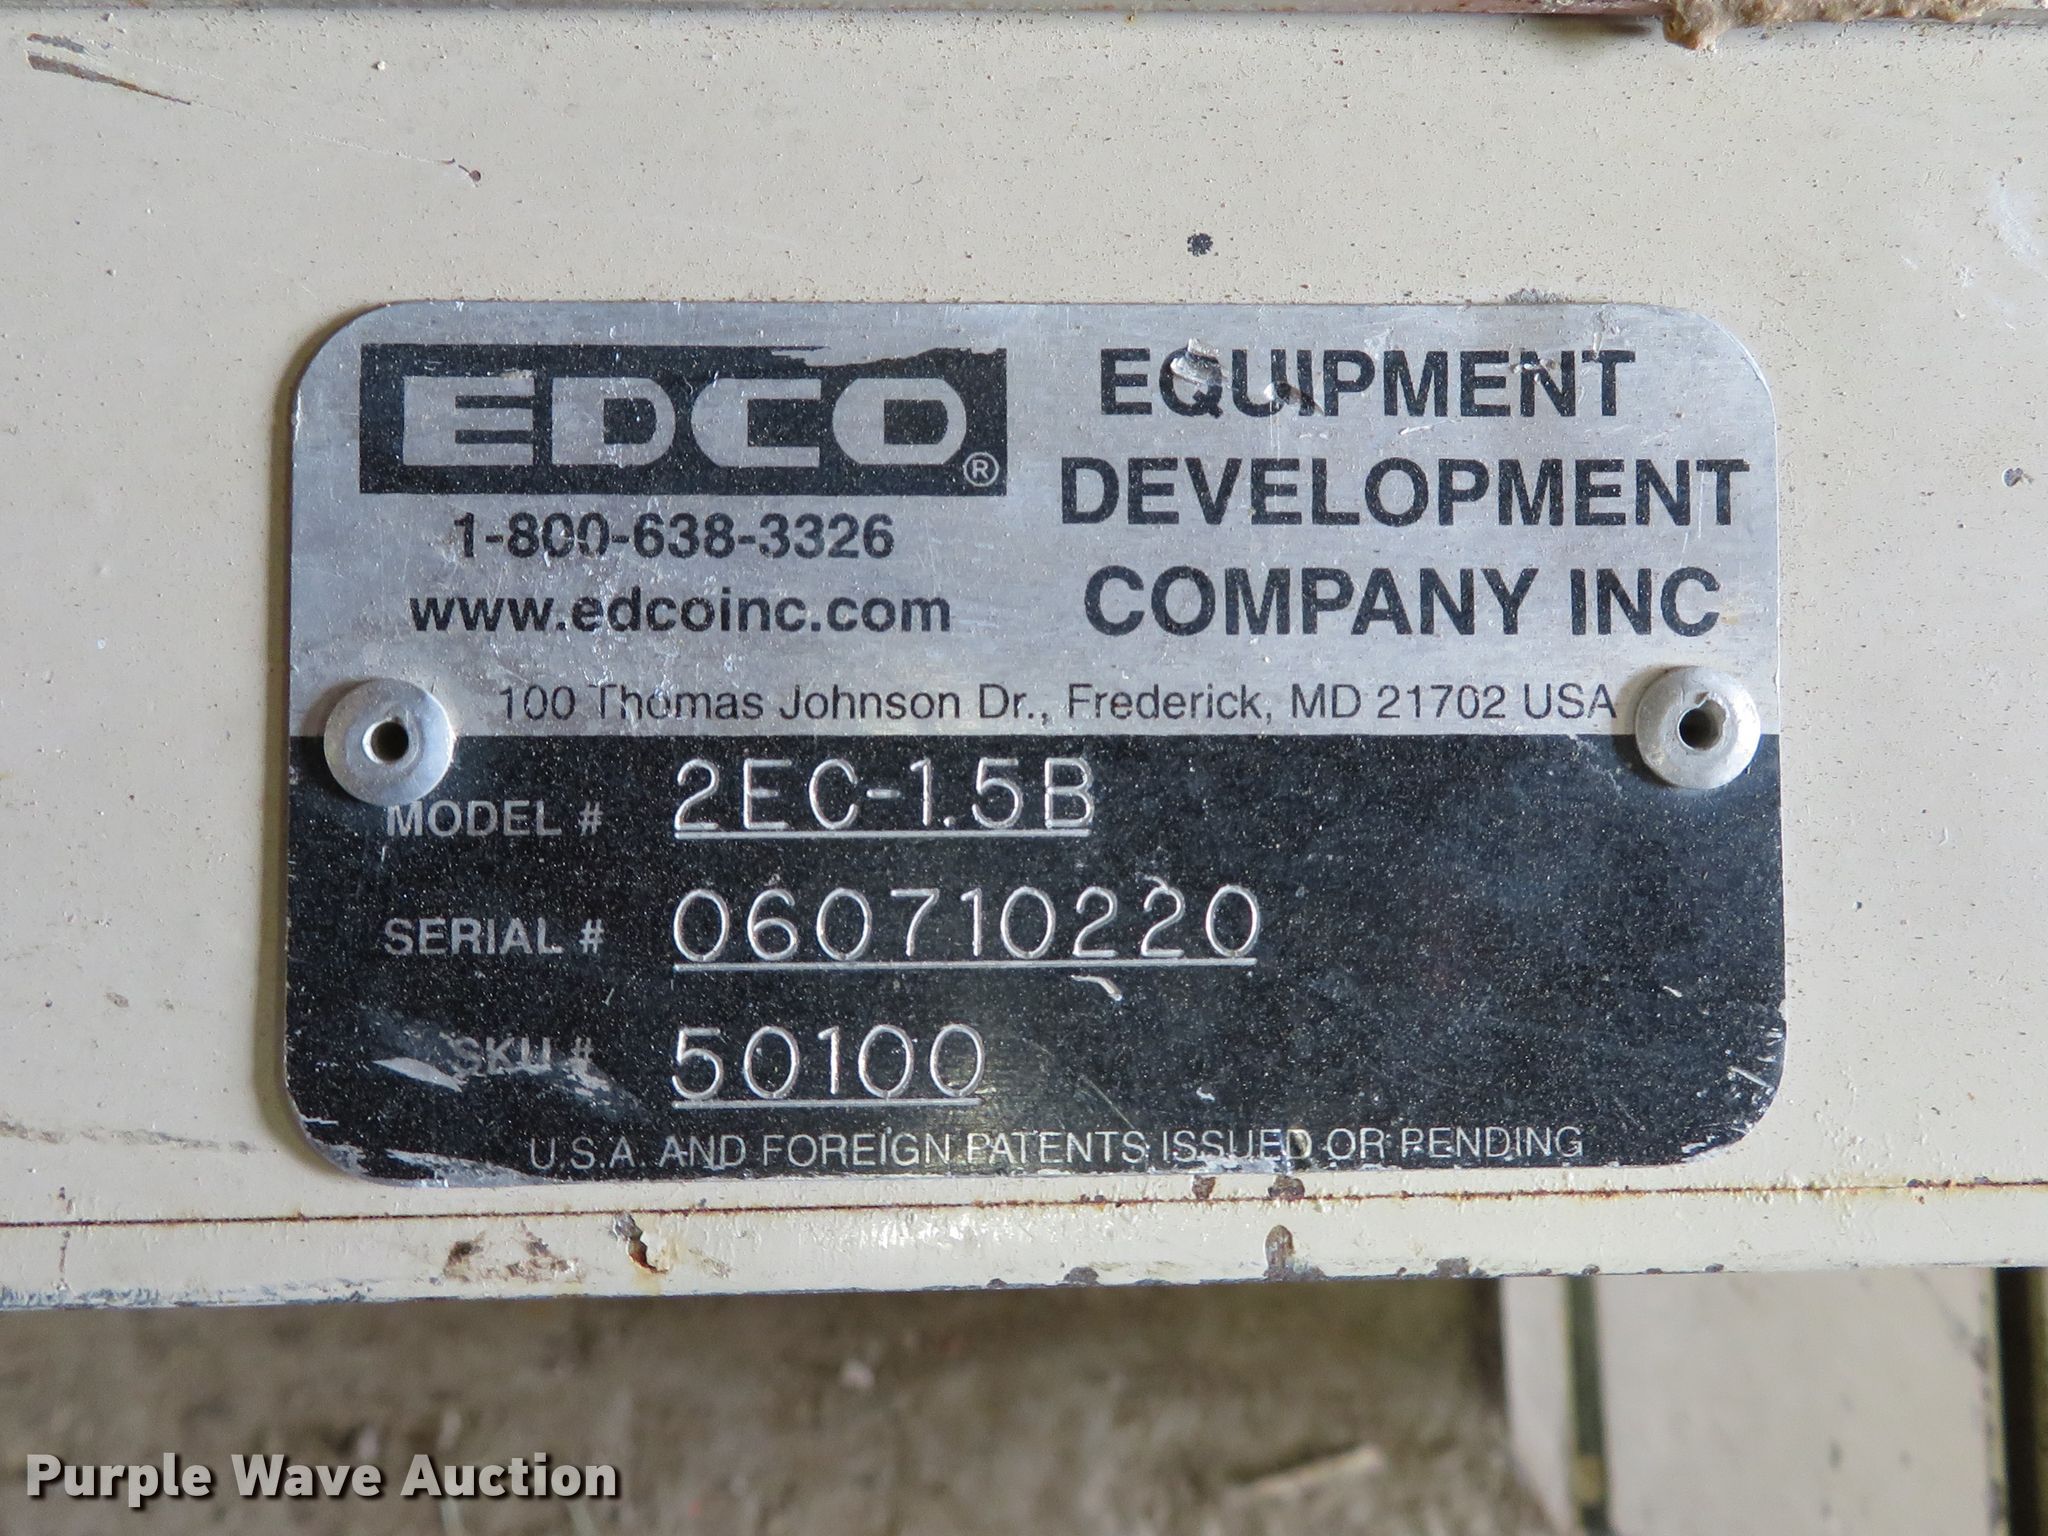 EDCO®
1-800-638-3326
www.edcoinc.com
EQUIPMENT
DEVELOPMENT
COMPANY INC
100 Thomas Johnson Dr., Frederick, MD 21702 USA
MODEL # 2EC-1.5B
SERIAL # 060710220
SKU # 50100
U.S.A. AND FOREIGN PATENTS ISSUED OR PENDING
Purple Wave Auction